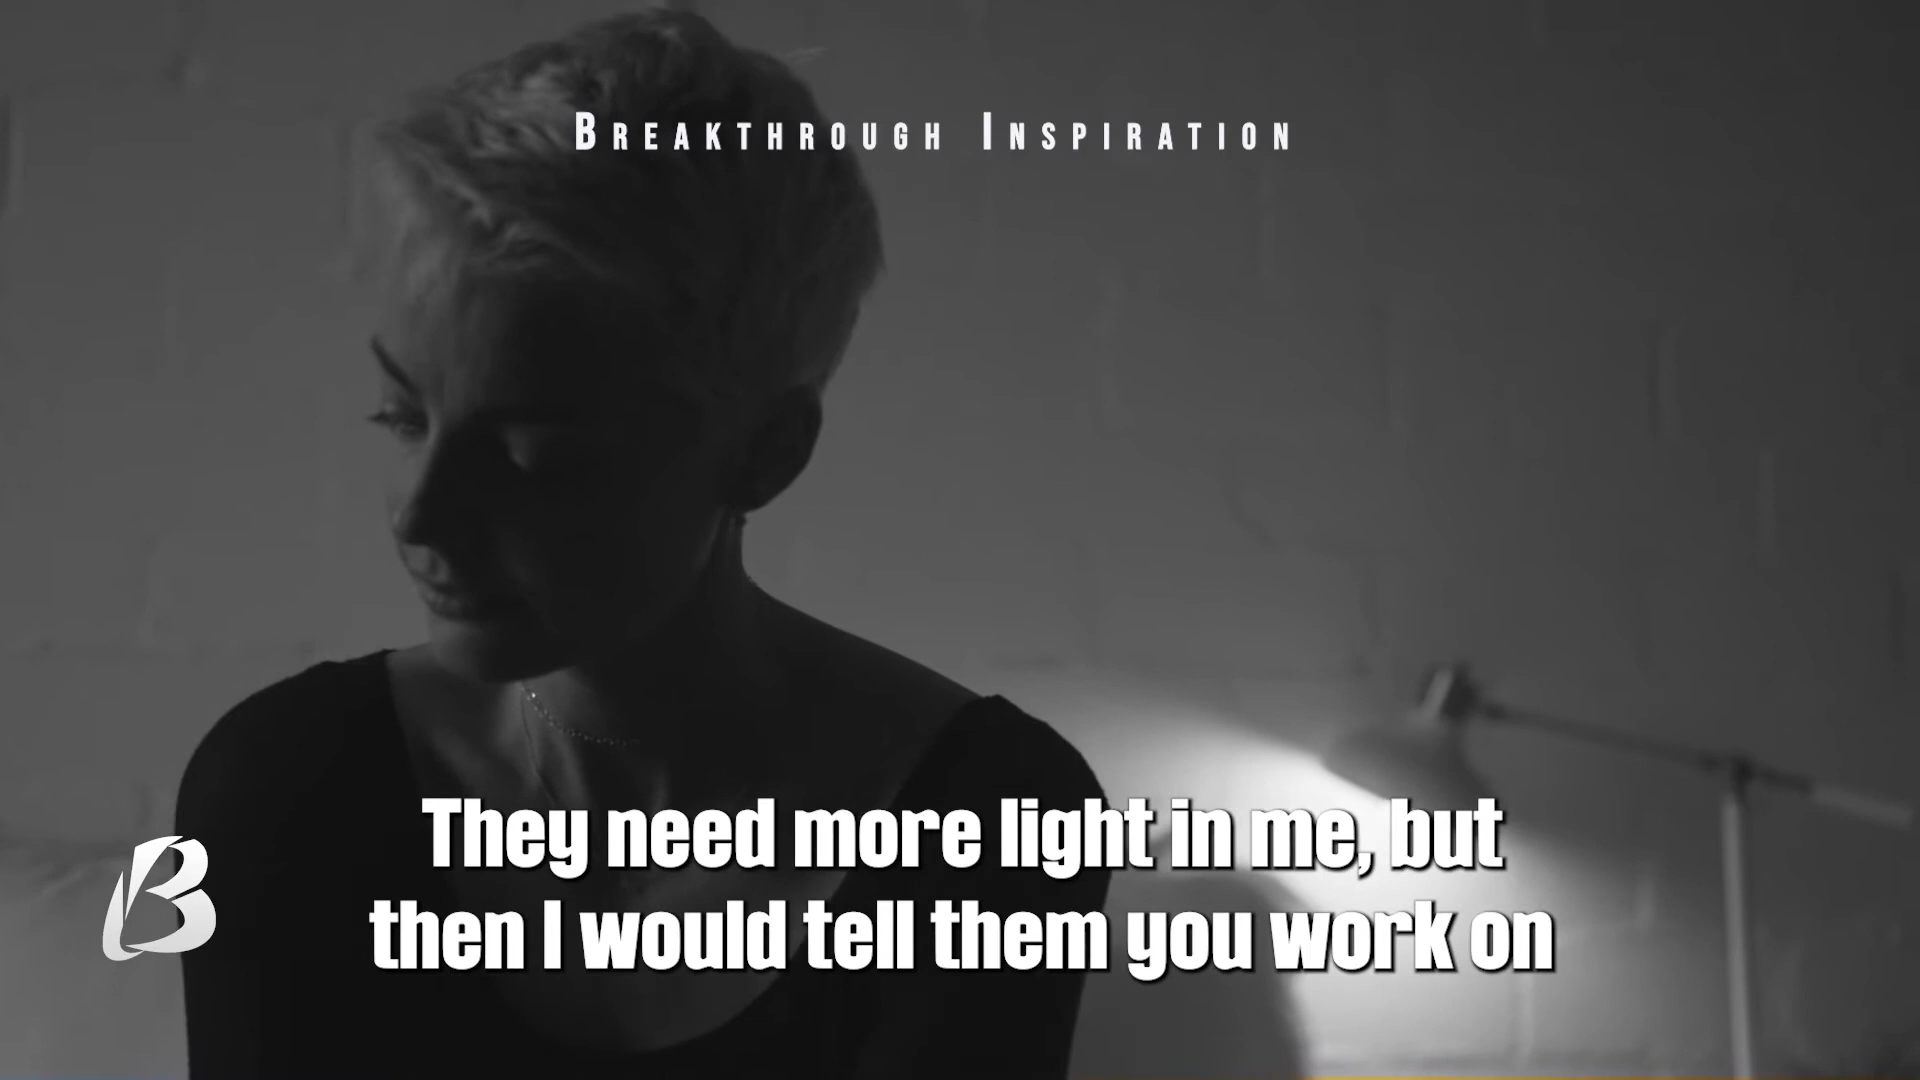 Breakthrough Inspiration
They need more light in me, but
then I would tell them you work on
B